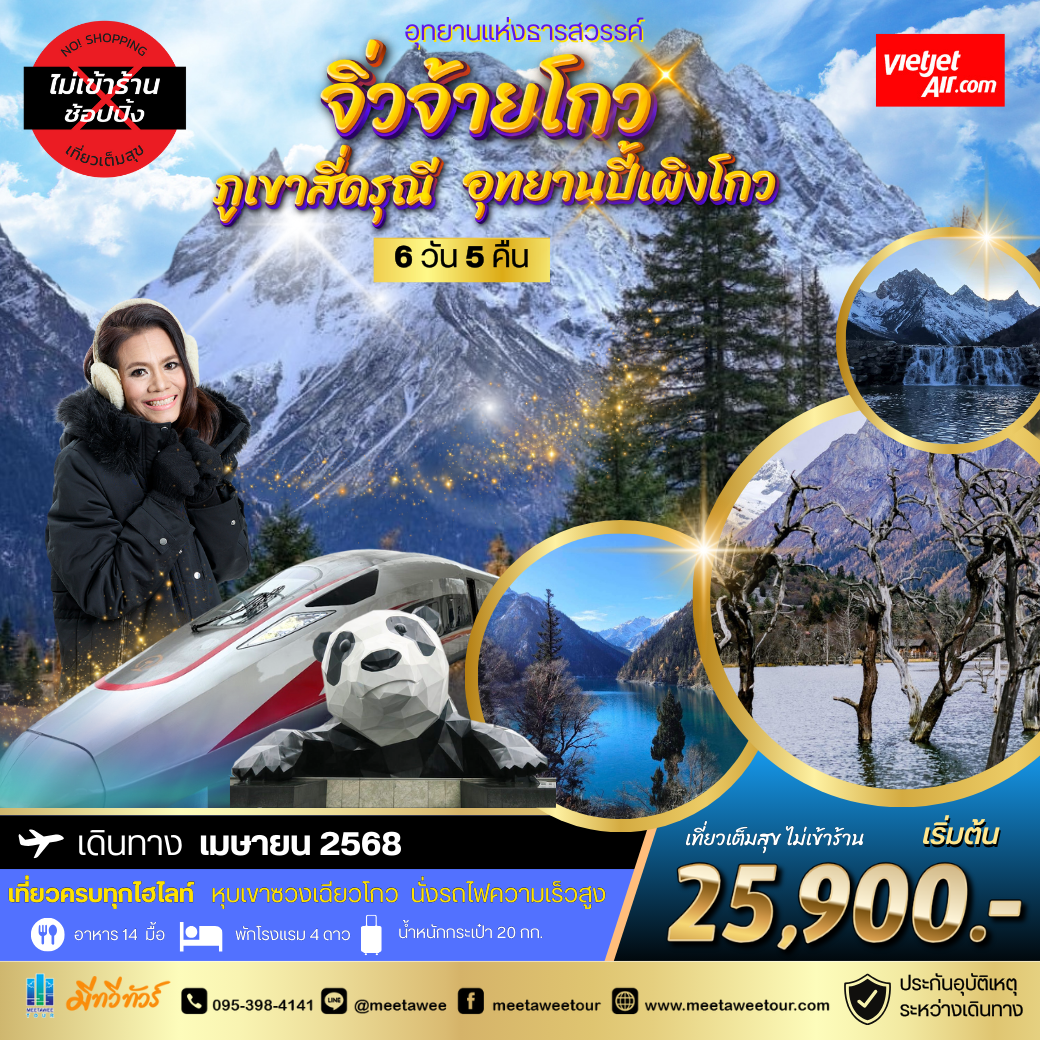 NO! SHOPPING
ไม่เข้าร้าน
ช้อปปิ้ง
เที่ยวเต็มสุข
อุทยานแห่งธารสวรรค์
จิ่วจ้ายโกว
ภูเขาสี่ดรุณี อุทยานปี้เผิงโกว
6 วัน 5 คืน
vietjet
Air.com
เดินทาง เมษายน 2568
เที่ยวครบทุกไฮไลท์ หุบเขาซวงเฉียวโกว นั่งรถไฟความเร็วสูง
อาหาร 14 มื้อ พักโรงแรม 4 ดาว น้ำหนักกระเป๋า 20 กก.
เที่ยวเต็มสุข ไม่เข้าร้าน เริ่มต้น
25,900.-
MEETAWEE
TOUR
มีทวีทัวร์ 095-398-4141 LINE @meetawee meetaweetour www.meetaweetour.com
ประกันอุบัติเหตุ
ระหว่างเดินทาง